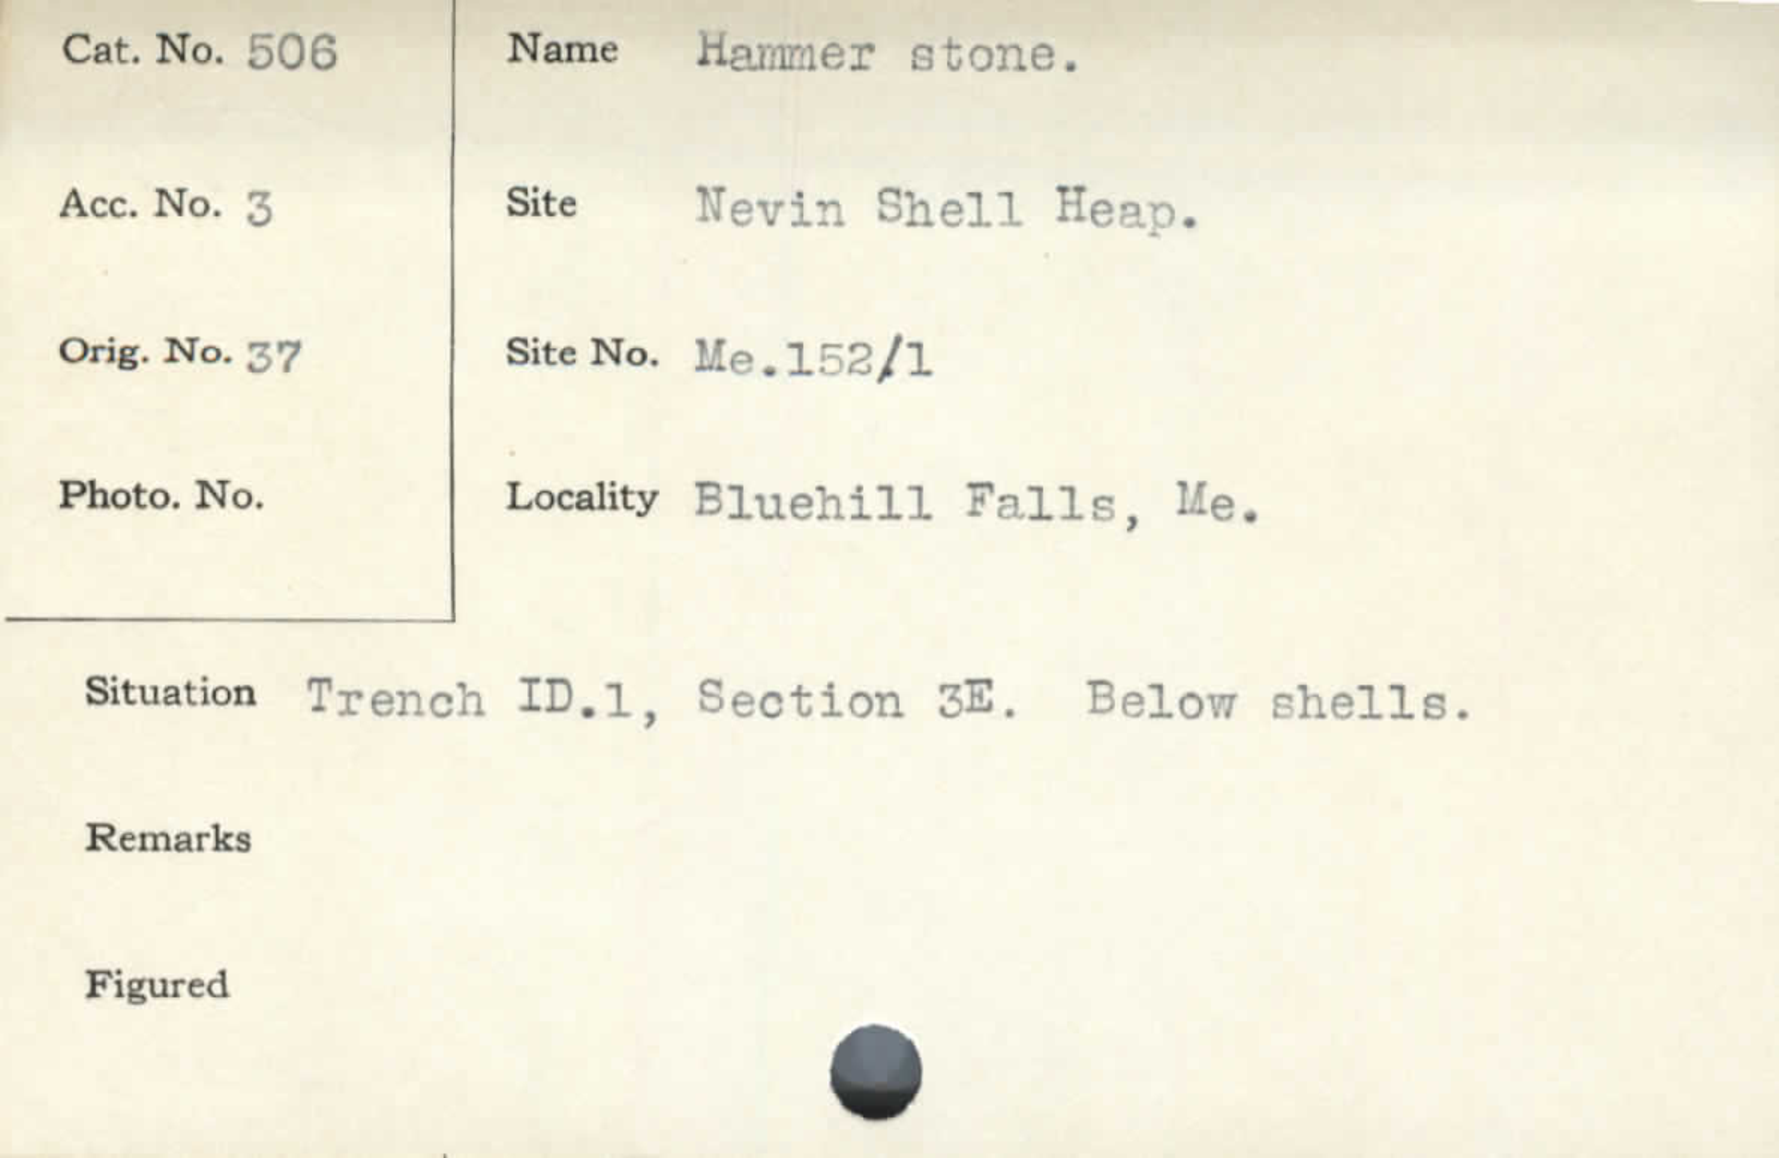 Cat. No. 506
Name Hammer stone.
Acc. No. 3
Site Nevin Shell Heap.
Orig. No. 37
Site No. Me.152/1
Photo. No.
Locality Bluehill Falls, Me.
Situation Trench ID.1, Section 3E. Below shells.
Remarks
Figured